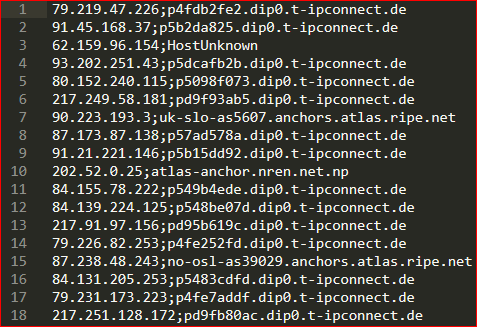 1 79.219.47.226;p4fdb2fe2.dip0.t-ipconnect.de
2 91.45.168.37;p5b2da825.dip0.t-ipconnect.de
3 62.159.96.154;HostUnknown
4 93.202.251.43;p5dcafb2b.dip0.t-ipconnect.de
5 80.152.240.115;p5098f073.dip0.t-ipconnect.de
6 217.249.58.181;pd9f93ab5.dip0.t-ipconnect.de
7 90.223.193.3;uk-slo-as5607.anchors.atlas.ripe.net
8 87.173.87.138;p57ad578a.dip0.t-ipconnect.de
9 91.21.221.146;p5b15dd92.dip0.t-ipconnect.de
10 202.52.0.25;atlas-anchor.nren.net.np
11 84.155.78.222;p549b4ede.dip0.t-ipconnect.de
12 84.139.224.125;p548be07d.dip0.t-ipconnect.de
13 217.91.97.156;pd95b619c.dip0.t-ipconnect.de
14 79.226.82.253;p4fe252fd.dip0.t-ipconnect.de
15 87.238.48.243;no-osl-as39029.anchors.atlas.ripe.net
16 84.131.205.253;p5483cdfd.dip0.t-ipconnect.de
17 79.231.173.223;p4fe7addf.dip0.t-ipconnect.de
18 217.251.128.172;pd9fb80ac.dip0.t-ipconnect.de